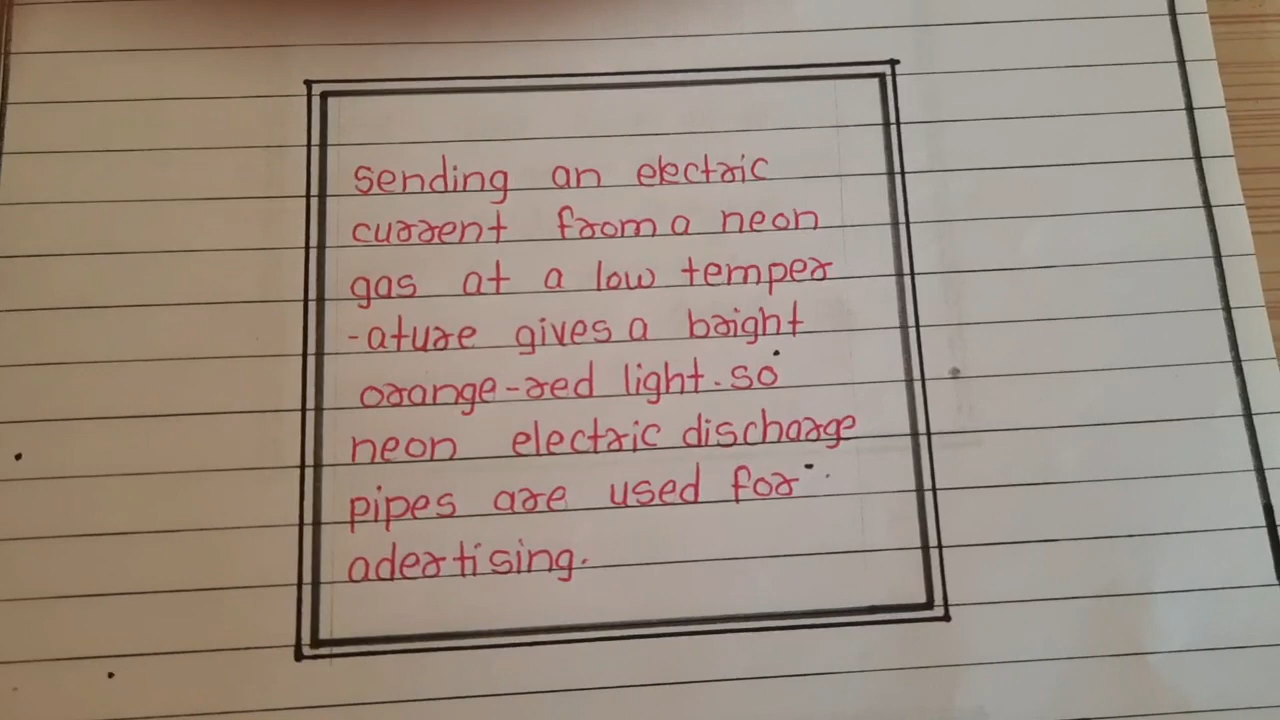 sending an electric
current from a neon
gas at a low temper
-ature gives a bright
orange-red light. so
neon electric discharge
pipes are used for
adertising.